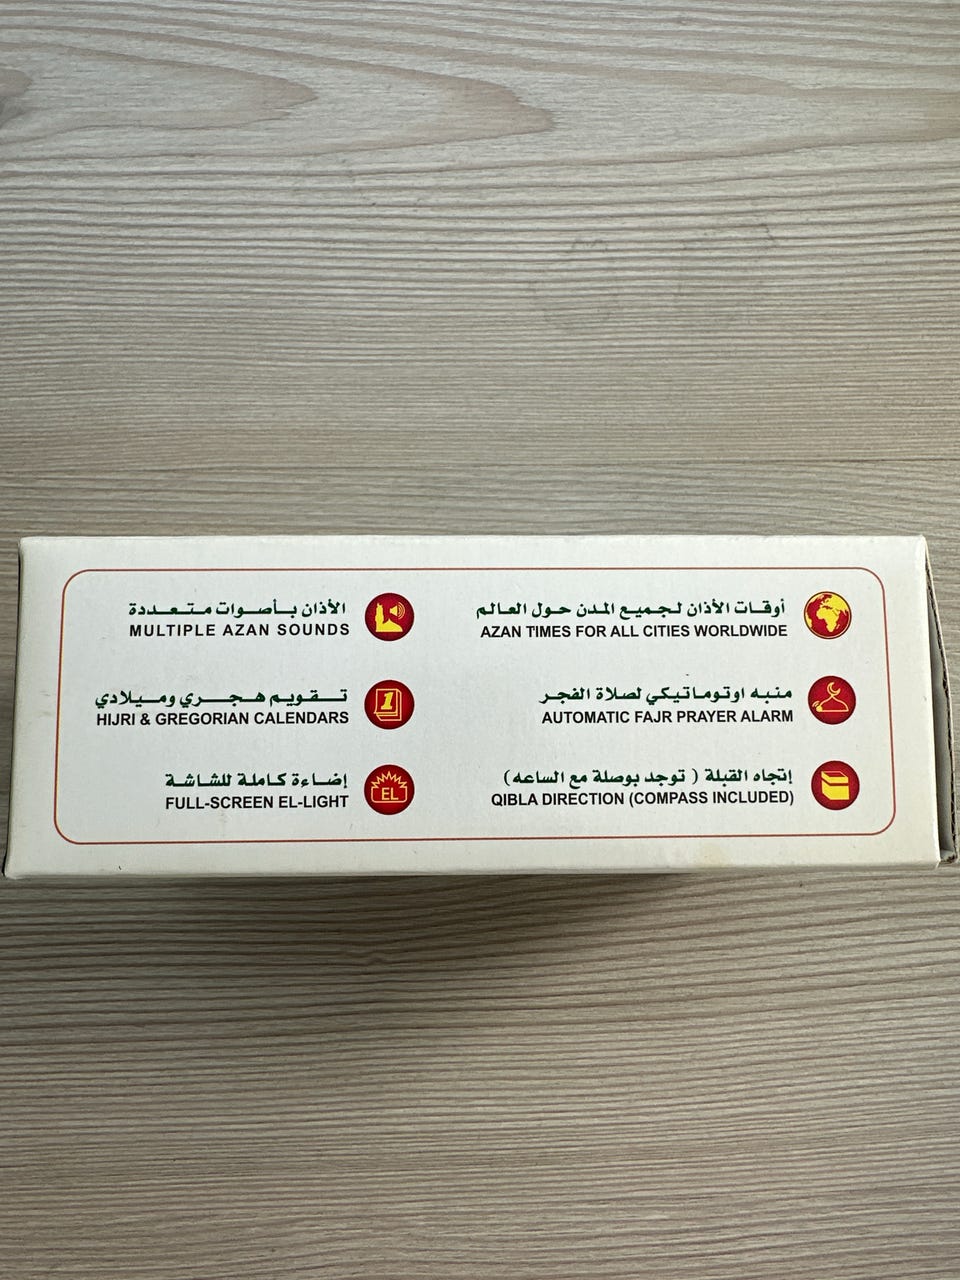 أوقات الأذان لجميع المدن حول العالم
AZAN TIMES FOR ALL CITIES WORLDWIDE
منبه اوتوماتيكي لصلاة الفجر
AUTOMATIC FAJR PRAYER ALARM
إتجاه القبلة ( توجد بوصلة مع الساعه)
QIBLA DIRECTION (COMPASS INCLUDED)
الأذان بأصوات متعددة
MULTIPLE AZAN SOUNDS
تقويم هجري وميلادي
HIJRI & GREGORIAN CALENDARS
1
إضاءة كاملة للشاشة
FULL-SCREEN EL-LIGHT
EL